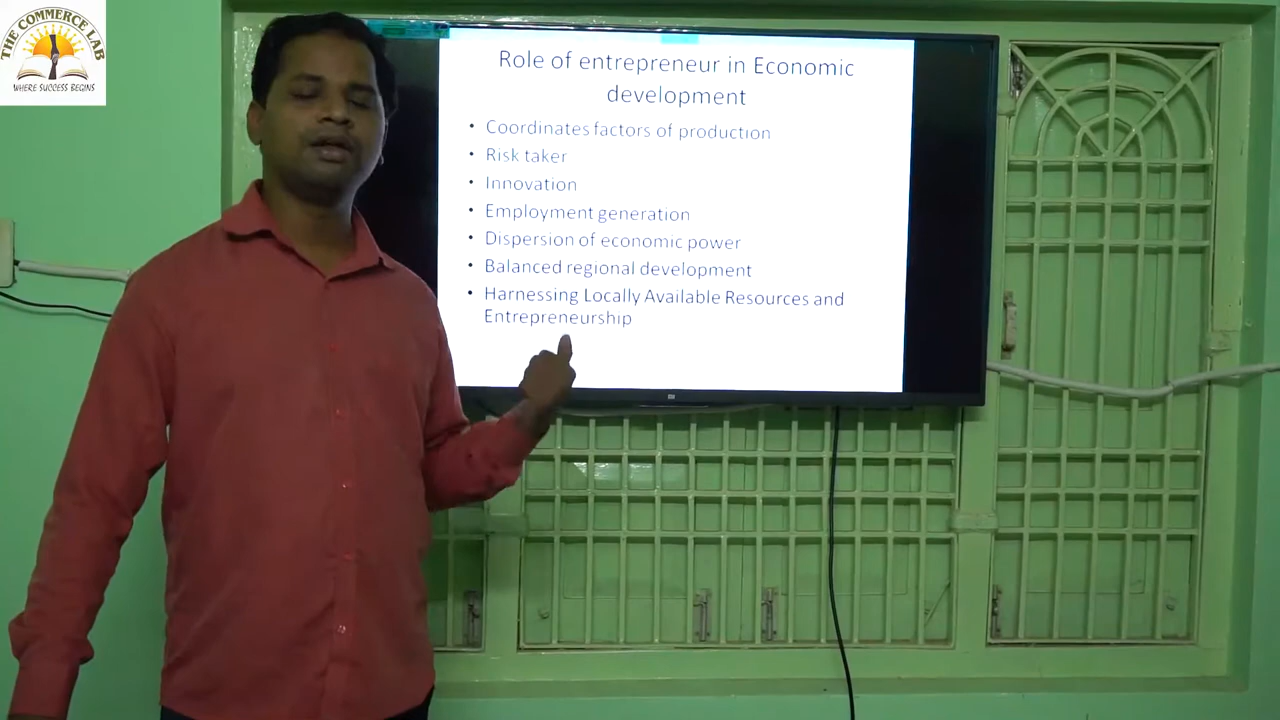 THE COMMERCE LAB
WHERE SUCCESS BEGINS
Role of entrepreneur in Economic
development
• Coordinates factors of production
• Risk taker
• Innovation
• Employment generation
• Dispersion of economic power
• Balanced regional development
• Harnessing Locally Available Resources and
Entrepreneurship